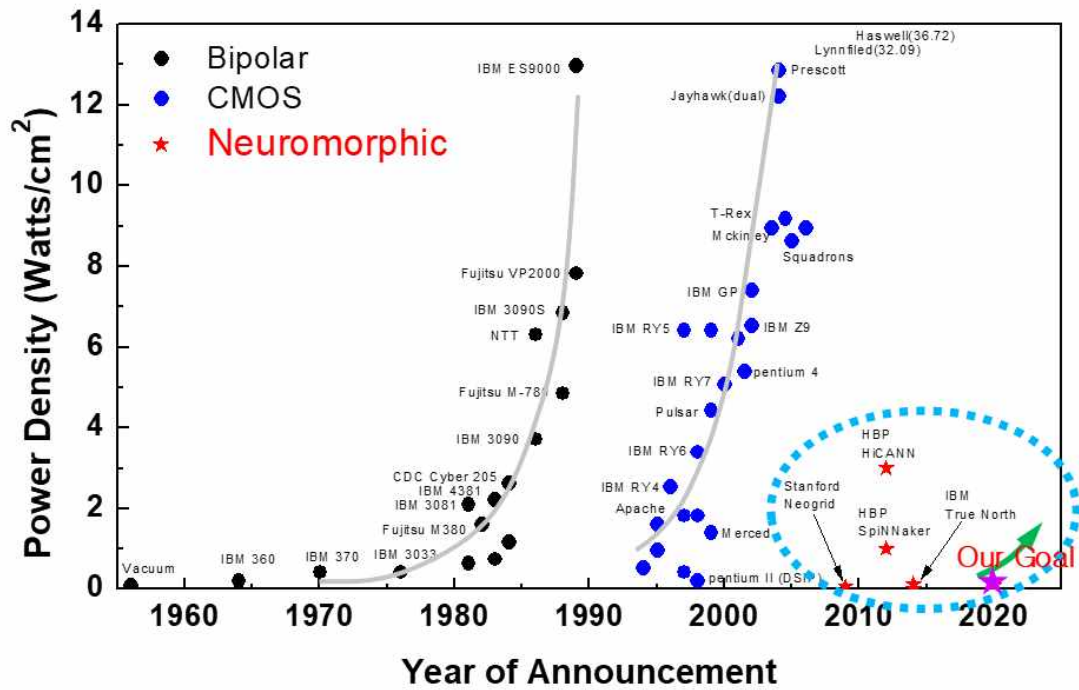 14
12
10
8
6
4
2
0
Power Density (Watts/cm²)
Bipolar
CMOS
Neuromorphic
IBM ES9000
Fujitsu VP2000
IBM 3090S
NTT
Fujitsu M-789
IBM 3090
CDC Cyber 205
IBM 4381
IBM 3081
Fujitsu M380
IBM 3033
IBM 370
IBM 360
Vacuum
Haswell(36.72)
Lynnfiled(32.09)
Prescott
Jayhawk(dual)
T-Rex
Mckinley
Squadrons
IBM GP
IBM RY5
IBM Z9
IBM RY7
pentium 4
Pulsar
IBM RY6
IBM RY4
Apache
Merced
pentium II
HBP
HiCANN
Stanford
Neogrid
HBP
SpiNNaker
IBM
True North
Our Goal
1960
1970
1980
1990
2000
2010
2020
Year of Announcement